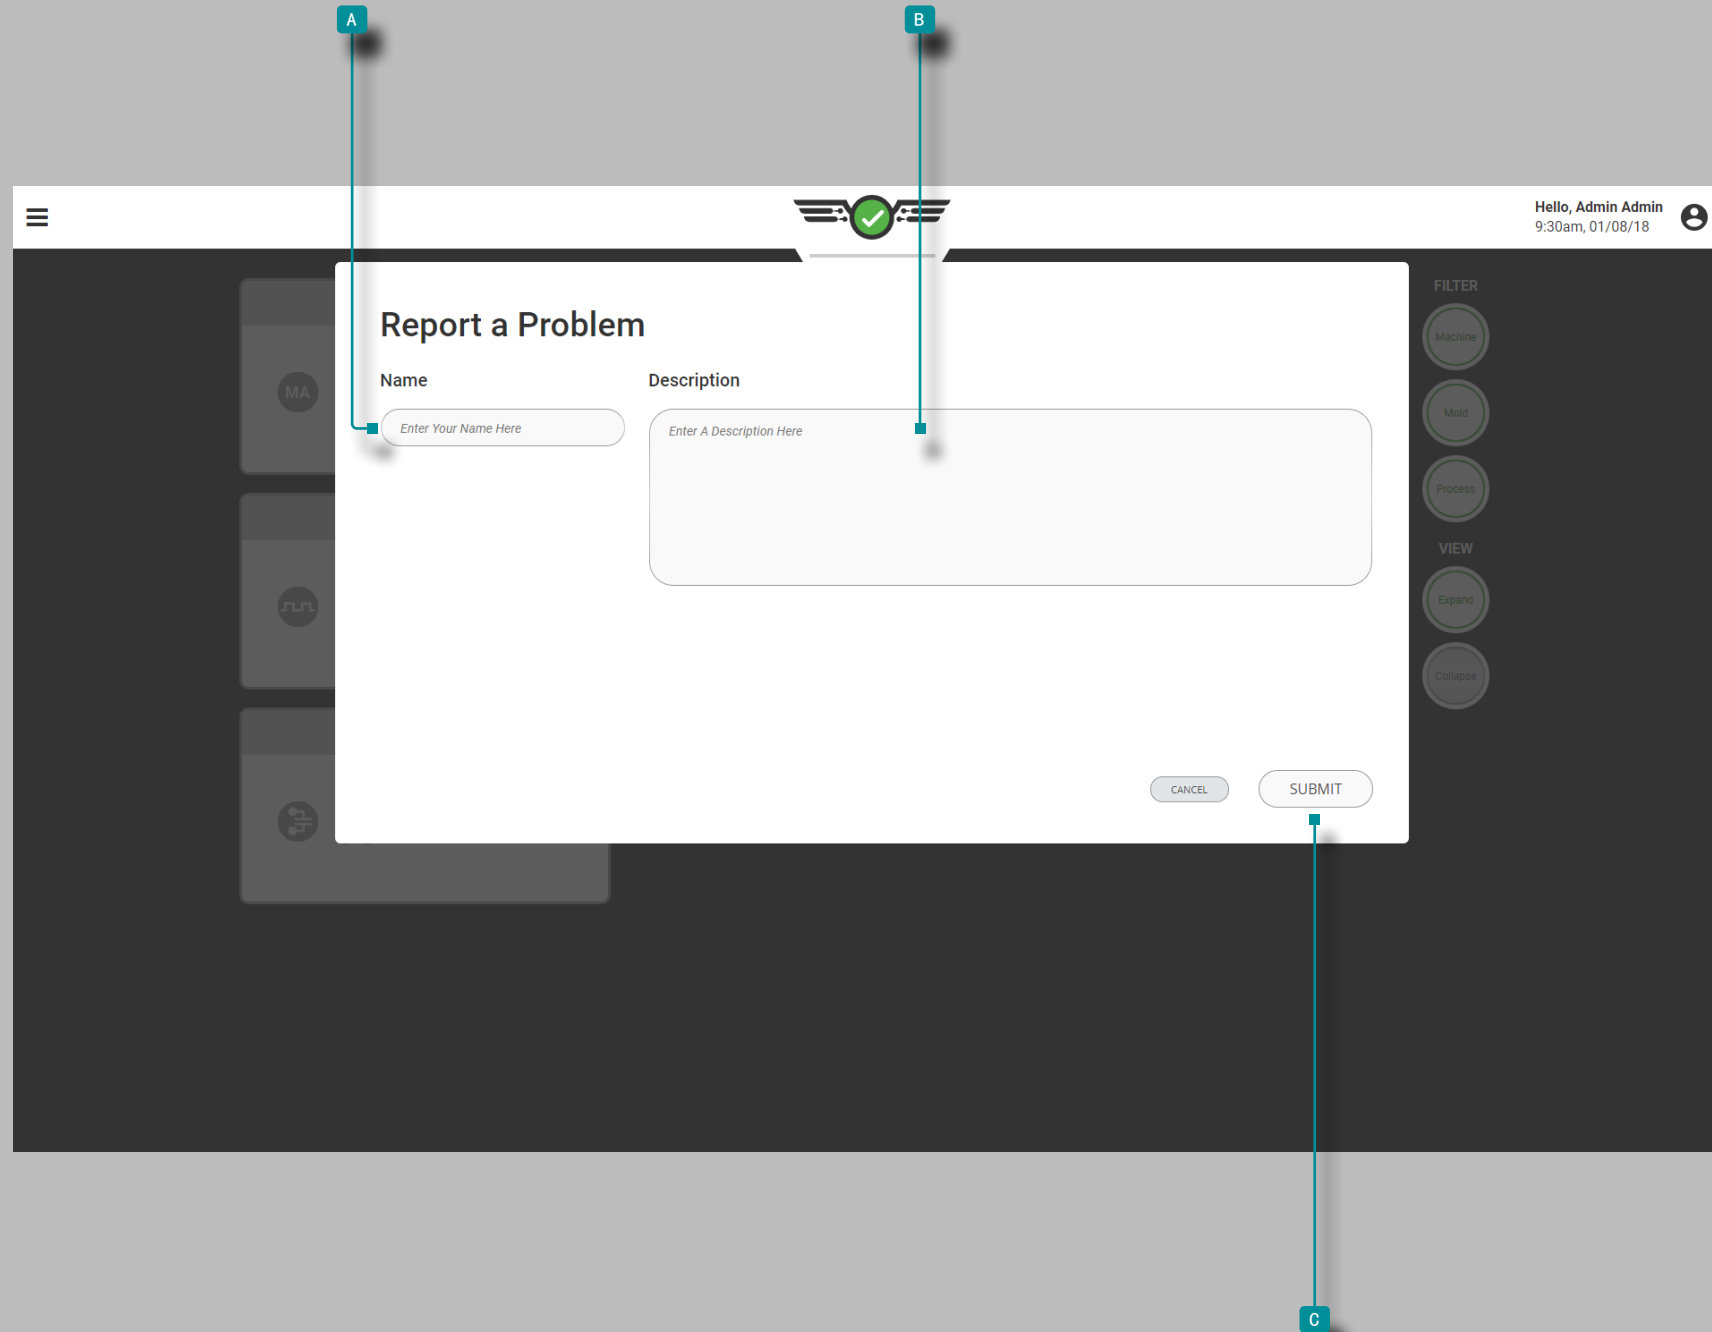 A
B
Hello, Admin Admin
9:30am, 01/08/18
Report a Problem
Name
Description
Enter Your Name Here
Enter A Description Here
CANCEL
SUBMIT
MA
FILTER
Machine
Mold
Process
VIEW
Expand
Collapse
C